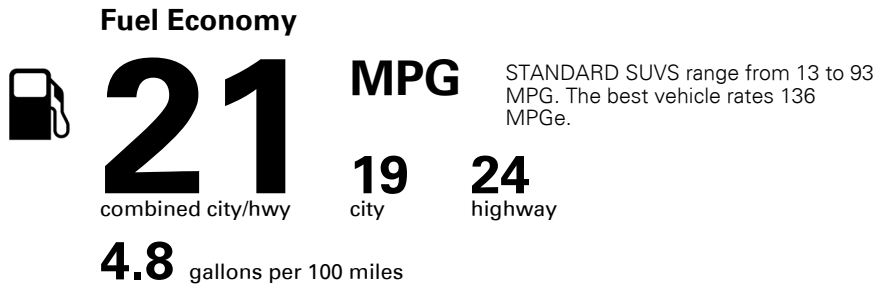 Fuel Economy
21 MPG
STANDARD SUVS range from 13 to 93
MPG. The best vehicle rates 136
MPGe.
combined city/hwy
19
city
24
highway
4.8 gallons per 100 miles